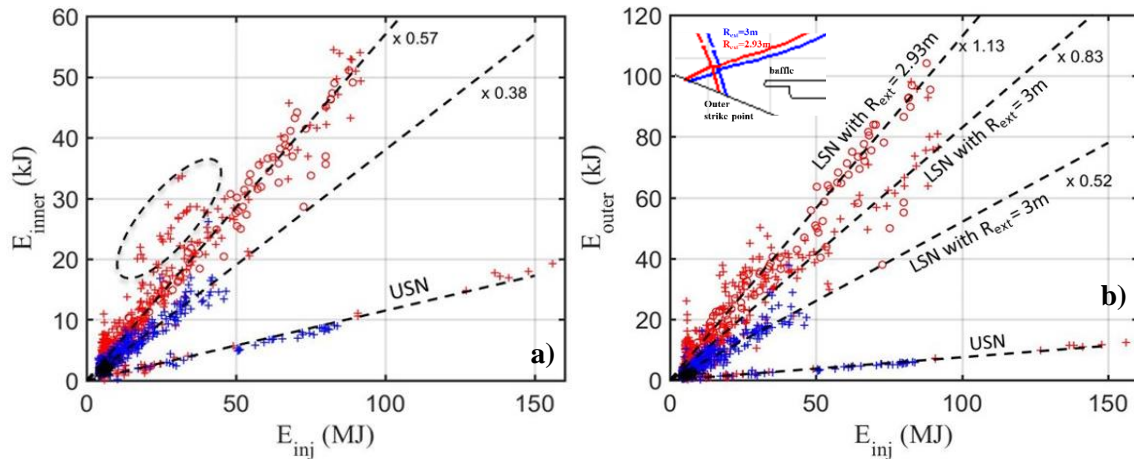 60
50
40
30
20
10
0
E.inner (kJ)
x 0.57
x 0.38
USN
a)
0
50
100
150
E_inj (MJ)
120
100
80
60
40
20
0
E_outer (kJ)
R_ext=3m
R_ext=2.93m
baffle
Outer
strike point
LSN with R_ext = 2.93m
x 1.13
x 0.83
LSN with R_ext = 3m
x 0.52
LSN with R_ext = 3m
USN
b)
0
50
100
150
E_inj (MJ)